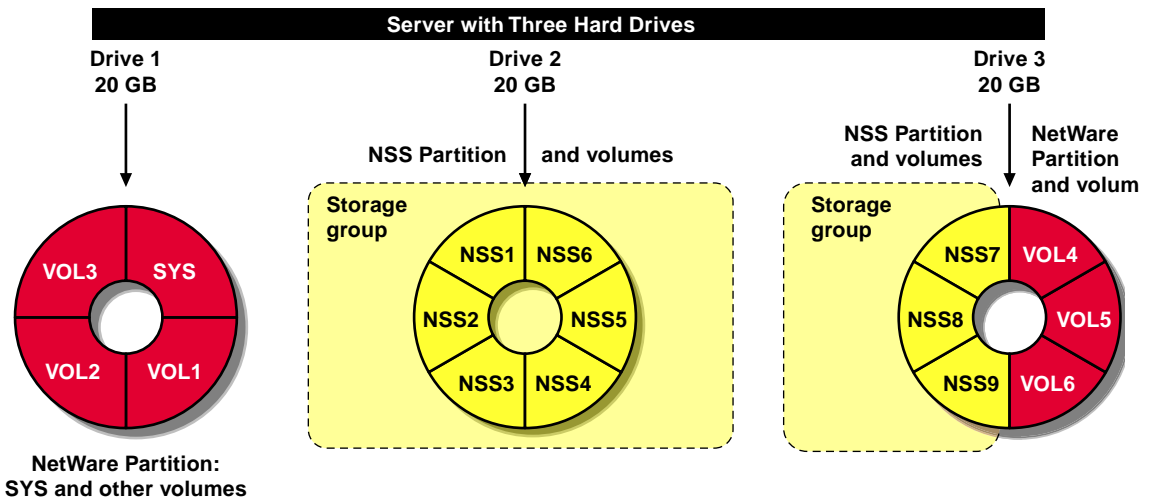 Server with Three Hard Drives
Drive 1
20 GB
Drive 2
20 GB
Drive 3
20 GB
NSS Partition and volumes
NSS Partition
and volumes
NetWare
Partition
and volum
Storage
group
Storage
group
VOL3
SYS
VOL2
VOL1
NSS1
NSS6
NSS2
NSS5
NSS3
NSS4
NSS7
VOL4
NSS8
VOL5
NSS9
VOL6
NetWare Partition:
SYS and other volumes